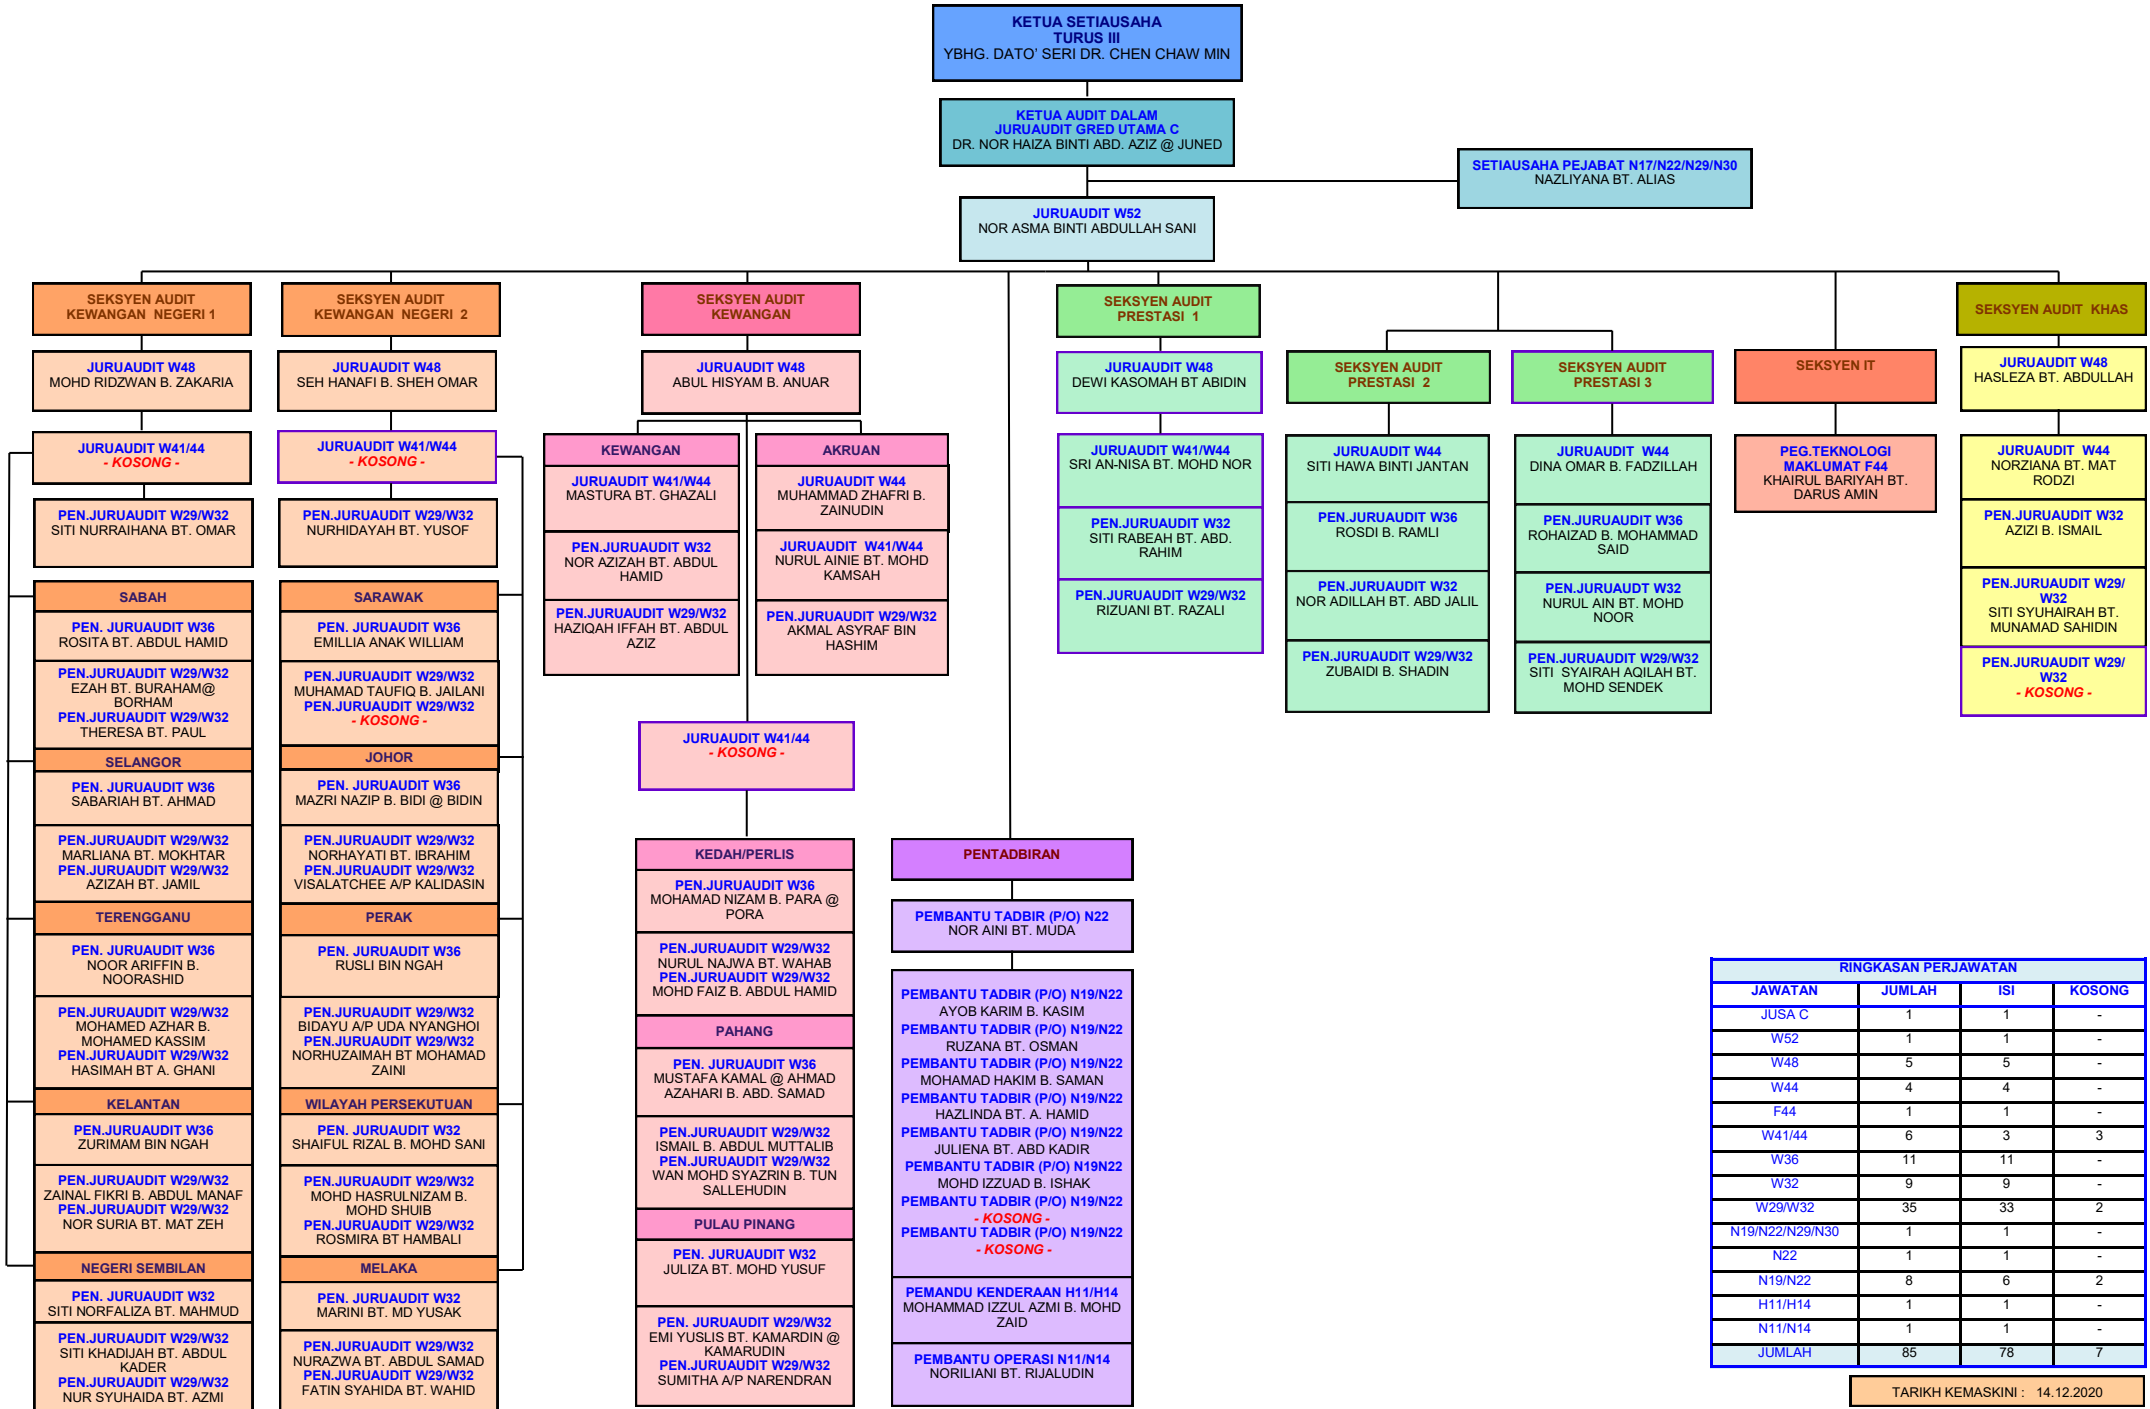 KETUA SETIAUSAHA
TURUS III
YBHG. DATO' SERI DR. CHEN CHAW MIN
KETUA AUDIT DALAM
JURUAUDIT GRED UTAMA C
DR. NOR HAIZA BINTI ABD. AZIZ @ JUNED
SETIAUSAHA PEJABAT N17/N22/N29/N30
NAZLIYANA BT. ALIAS
JURUAUDIT W52
NOR ASMA BINTI ABDULLAH SANI
SEKSYEN AUDIT
KEWANGAN NEGERI 1
JURUAUDIT W48
MOHD RIDZWAN B. ZAKARIA
JURUAUDIT W41/44
- KOSONG -
PEN.JURUAUDIT W29/W32
SITI NURRAIHANA BT. OMAR
SABAH
PEN. JURUAUDIT W36
ROSITA BT. ABDUL HAMID
PEN.JURUAUDIT W29/W32
EZAH BT. BURAHAM@
BORHAM
PEN.JURUAUDIT W29/W32
THERESA BT. PAUL
SELANGOR
PEN. JURUAUDIT W36
SABARIAH BT. AHMAD
PEN.JURUAUDIT W29/W32
MARLIANA BT. MOKHTAR
PEN.JURUAUDIT W29/W32
AZIZAH BT. JAMIL
TERENGGANU
PEN. JURUAUDIT W36
NOOR ARIFFIN B.
NOORASHID
PEN.JURUAUDIT W29/W32
MOHAMED AZHAR B.
MOHAMED KASSIM
PEN.JURUAUDIT W29/W32
HASIMAH BT A. GHANI
KELANTAN
PEN.JURUAUDIT W36
ZURIMAM BIN NGAH
PEN.JURUAUDIT W29/W32
ZAINAL FIKRI B. ABDUL MANAF
PEN.JURUAUDIT W29/W32
NOR SURIA BT. MAT ZEH
NEGERI SEMBILAN
PEN. JURUAUDIT W32
SITI NORFALIZA BT. MAHMUD
PEN.JURUAUDIT W29/W32
SITI KHADIJAH BT. ABDUL
KADER
PEN.JURUAUDIT W29/W32
NUR SYUHAIDA BT. AZMI
SEKSYEN AUDIT
KEWANGAN NEGERI 2
JURUAUDIT W48
SEH HANAFI B. SHEH OMAR
JURUAUDIT W41/W44
- KOSONG -
PEN.JURUAUDIT W29/W32
NURHIDAYAH BT. YUSOF
SARAWAK
PEN. JURUAUDIT W36
EMILLIA ANAK WILLIAM
PEN.JURUAUDIT W29/W32
MUHAMAD TAUFIQ B. JAILANI
PEN.JURUAUDIT W29/W32
- KOSONG -
JOHOR
PEN. JURUAUDIT W36
MAZRI NAZIP B. BIDI @ BIDIN
PEN.JURUAUDIT W29/W32
NORHAYATI BT. IBRAHIM
PEN.JURUAUDIT W29/W32
VISALATCHEE A/P KALIDASIN
PERAK
PEN. JURUAUDIT W36
RUSLI BIN NGAH
PEN.JURUAUDIT W29/W32
BIDAYU A/P UDA NYANGHOI
PEN.JURUAUDIT W29/W32
NORHUZAIMAH BT MOHAMAD
ZAINI
WILAYAH PERSEKUTUAN
PEN. JURUAUDIT W32
SHAIFUL RIZAL B. MOHD SANI
PEN.JURUAUDIT W29/W32
MOHD HASRULNIZAM B.
MOHD SHUIB
PEN.JURUAUDIT W29/W32
ROSMIRA BT HAMBALI
MELAKA
PEN. JURUAUDIT W32
MARINI BT. MD YUSAK
PEN.JURUAUDIT W29/W32
NURAZWA BT. ABDUL SAMAD
PEN.JURUAUDIT W29/W32
FATIN SYAHIDA BT. WAHID
SEKSYEN AUDIT
KEWANGAN
JURUAUDIT W48
ABUL HISYAM B. ANUAR
KEWANGAN
JURUAUDIT W41/W44
MASTURA BT. GHAZALI
PEN.JURUAUDIT W32
NOR AZIZAH BT. ABDUL
HAMID
PEN.JURUAUDIT W29/W32
HAZIQAH IFFAH BT. ABDUL
AZIZ
AKRUAN
JURUAUDIT W44
MUHAMMAD ZHAFRI B.
ZAINUDIN
JURUAUDIT W41/W44
NURUL AINIE BT. MOHD
KAMSAH
PEN.JURUAUDIT W29/W32
AKMAL ASYRAF BIN
HASHIM
JURUAUDIT W41/44
- KOSONG -
KEDAH/PERLIS
PEN.JURUAUDIT W36
MOHAMAD NIZAM B. PARA @
PORA
PEN.JURUAUDIT W29/W32
NURUL NAJWA BT. WAHAB
PEN.JURUAUDIT W29/W32
MOHD FAIZ B. ABDUL HAMID
PAHANG
PEN. JURUAUDIT W36
MUSTAFA KAMAL @ AHMAD
AZAHARI B. ABD. SAMAD
PEN.JURUAUDIT W29/W32
ISMAIL B. ABDUL MUTTALIB
PEN.JURUAUDIT W29/W32
WAN MOHD SYAZRIN B. TUN
SALLEHUDIN
PULAU PINANG
PEN. JURUAUDIT W32
JULIZA BT. MOHD YUSUF
PEN. JURUAUDIT W29/W32
EMI YUSLIS BT. KAMARDIN @
KAMARUDIN
PEN.JURUAUDIT W29/W32
SUMITHA A/P NARENDRAN
PENTADBIRAN
PEMBANTU TADBIR (P/O) N22
NOR AINI BT. MUDA
PEMBANTU TADBIR (P/O) N19/N22
AYOB KARIM B. KASIM
PEMBANTU TADBIR (P/O) N19/N22
RUZANA BT. OSMAN
PEMBANTU TADBIR (P/O) N19/N22
MOHAMAD HAKIM B. SAMAN
PEMBANTU TADBIR (P/O) N19/N22
HAZLINDA BT. A. HAMID
PEMBANTU TADBIR (P/O) N19/N22
JULIENA BT. ABD KADIR
PEMBANTU TADBIR (P/O) N19N22
MOHD IZZUAD B. ISHAK
PEMBANTU TADBIR (P/O) N19/N22
- KOSONG -
PEMBANTU TADBIR (P/O) N19/N22
- KOSONG -
PEMANDU KENDERAAN H11/H14
MOHAMMAD IZZUL AZMI B. MOHD
ZAID
PEMBANTU OPERASI N11/N14
NORILIANI BT. RIJALUDIN
SEKSYEN AUDIT
PRESTASI 1
JURUAUDIT W48
DEWI KASOMAH BT ABIDIN
SRI AN-NISA BT. MOHD NOR
JURUAUDIT W41/W44
PEN.JURUAUDIT W32
SITI RABEAH BT. ABD.
RAHIM
PEN.JURUAUDIT W29/W32
RIZUANI BT. RAZALI
SEKSYEN AUDIT
PRESTASI 2
JURUAUDIT W44
SITI HAWA BINTI JANTAN
PEN.JURUAUDIT W36
ROSDI B. RAMLI
PEN.JURUAUDIT W32
NOR ADILLAH BT. ABD JALIL
PEN.JURUAUDIT W29/W32
ZUBAIDI B. SHADIN
SEKSYEN AUDIT
PRESTASI 3
JURUAUDIT W44
DINA OMAR B. FADZILLAH
PEN.JURUAUDIT W36
ROHAIZAD B. MOHAMMAD
SAID
PEN.JURUAUDT W32
NURUL AIN BT. MOHD
NOOR
PEN.JURUAUDIT W29/W32
SITI SYAIRAH AQILAH BT.
MOHD SENDEK
SEKSYEN IT
PEG.TEKNOLOGI
MAKLUMAT F44
KHAIRUL BARIYAH BT.
DARUS AMIN
SEKSYEN AUDIT KHAS
JURUAUDIT W48
HASLEZA BT. ABDULLAH
JURUAUDIT W44
NORZIANA BT. MAT
RODZI
PEN.JURUAUDIT W32
AZIZI B. ISMAIL
PEN.JURUAUDIT W29/
W32
SITI SYUHAIRAH BT.
MUNAMAD SAHIDIN
PEN.JURUAUDIT W29/
W32
- KOSONG -
RINGKASAN PERJAWATAN
JAWATAN JUMLAH ISI KOSONG
JUSA C 1 1 -
W52 1 1 -
W48 5 5 -
W44 4 4 -
F44 1 1 -
W41/44 6 3 3
W36 11 11 -
W32 9 9 -
W29/W32 35 33 2
N19/N22/N29/N30 1 1 -
N22 1 1 -
N19/N22 8 6 2
H11/H14 1 1 -
N11/N14 1 1 -
JUMLAH 85 78 7
TARIKH KEMASKINI : 14.12.2020